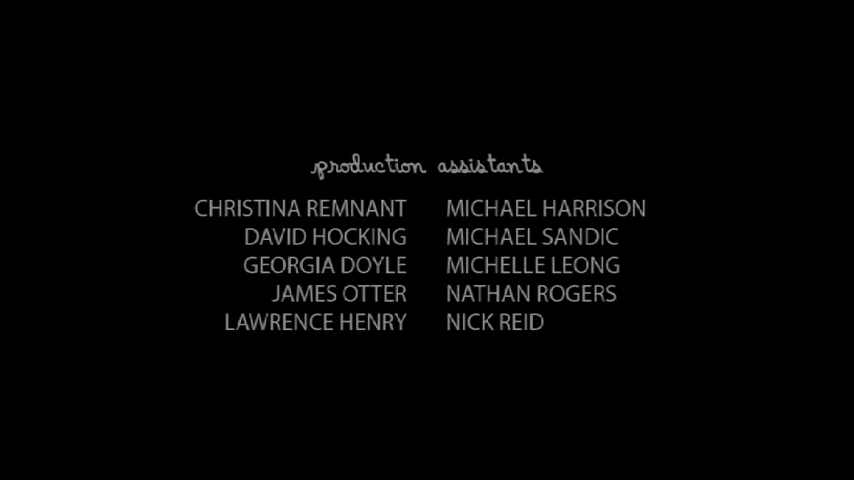 production assistants
CHRISTINA REMNANT MICHAEL HARRISON
DAVID HOCKING MICHAEL SANDIC
GEORGIA DOYLE MICHELLE LEONG
JAMES OTTER NATHAN ROGERS
LAWRENCE HENRY NICK REID